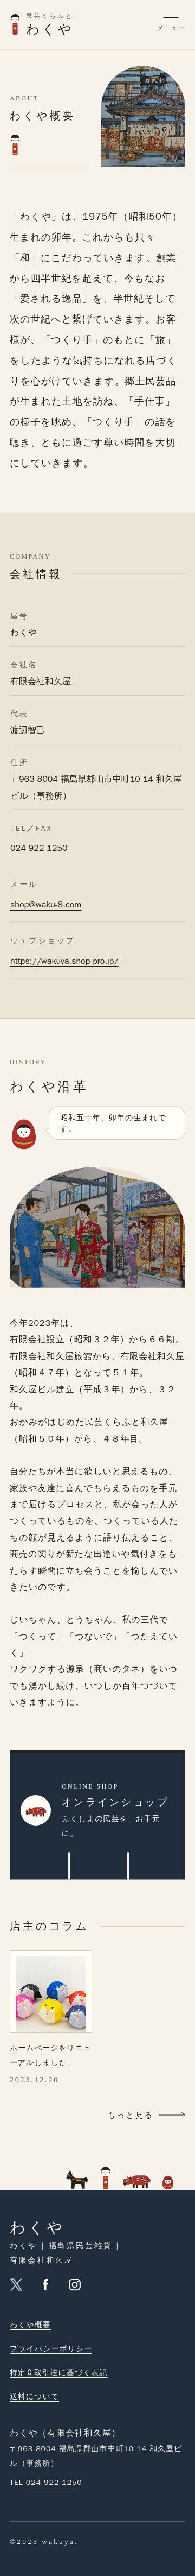 民芸くらふと
わくや
メニュー
ABOUT
わくや概要
「わくや」は、1975年（昭和50年）
生まれの卯年。これからも只々
「和」にこだわっていきます。創業
から四半世紀を超えて、今もなお
「愛される逸品」を、半世紀そして
次の世紀へと繋げていきます。お客
様が、「つくり手」のもとに「旅」
をしたような気持ちになれる店づく
りを心がけていきます。郷土民芸品
が生まれた土地を訪ね、「手仕事」
の様子を眺め、「つくり手」の話を
聴き、ともに過ごす尊い時間を大切
にしていきます。
COMPANY
会社情報
屋号
わくや
会社名
有限会社和久屋
代表
渡辺智己
住所
〒963-8004 福島県郡山市中町10-14 和久屋
ビル（事務所）
TEL／FAX
024-922-1250
メール
shop@waku-8.com
ウェブショップ
https://wakuya.shop-pro.jp/
HISTORY
わくや沿革
昭和五十年、卯年の生まれで
す。
今年2023年は、
有限会社設立（昭和３２年）から６６期。
有限会社和久屋旅館から、有限会社和久屋
（昭和４７年）となって５１年。
和久屋ビル建立（平成３年）から、３２
年。
おかみがはじめた民芸くらふと和久屋
（昭和５０年）から、４８年目。
自分たちが本当に欲しいと思えるもの、
家族や友達に喜んでもらえるものを手元
まで届けるプロセスと、私が会った人が
つくっているものを、つくっている人た
ちの顔が見えるように語り伝えること、
商売の関りが新たな出逢いや気付きをも
たらす瞬間に立ち会うことを愉しんでい
きたいのです。
じいちゃん、とうちゃん、私の三代で
「つくって」「つないで」「つたえてい
く」
ワクワクする源泉（商いのタネ）をいつ
でも湧かし続け、いつしか百年つづいて
いきますように。
ONLINE SHOP
オンラインショップ
ふくしまの民芸を、お手元
に。
店主のコラム
ホームページをリニュ
ーアルしました。
2023.12.20
もっと見る
わくや
わくや | 福島県民芸雑貨 |
有限会社和久屋
わくや概要
プライバシーポリシー
特定商取引法に基づく表記
送料について
わくや（有限会社和久屋）
〒963-8004 福島県郡山市中町10-14 和久屋ビ
ル（事務所）
TEL 024-922-1250
©2023 wakuya.